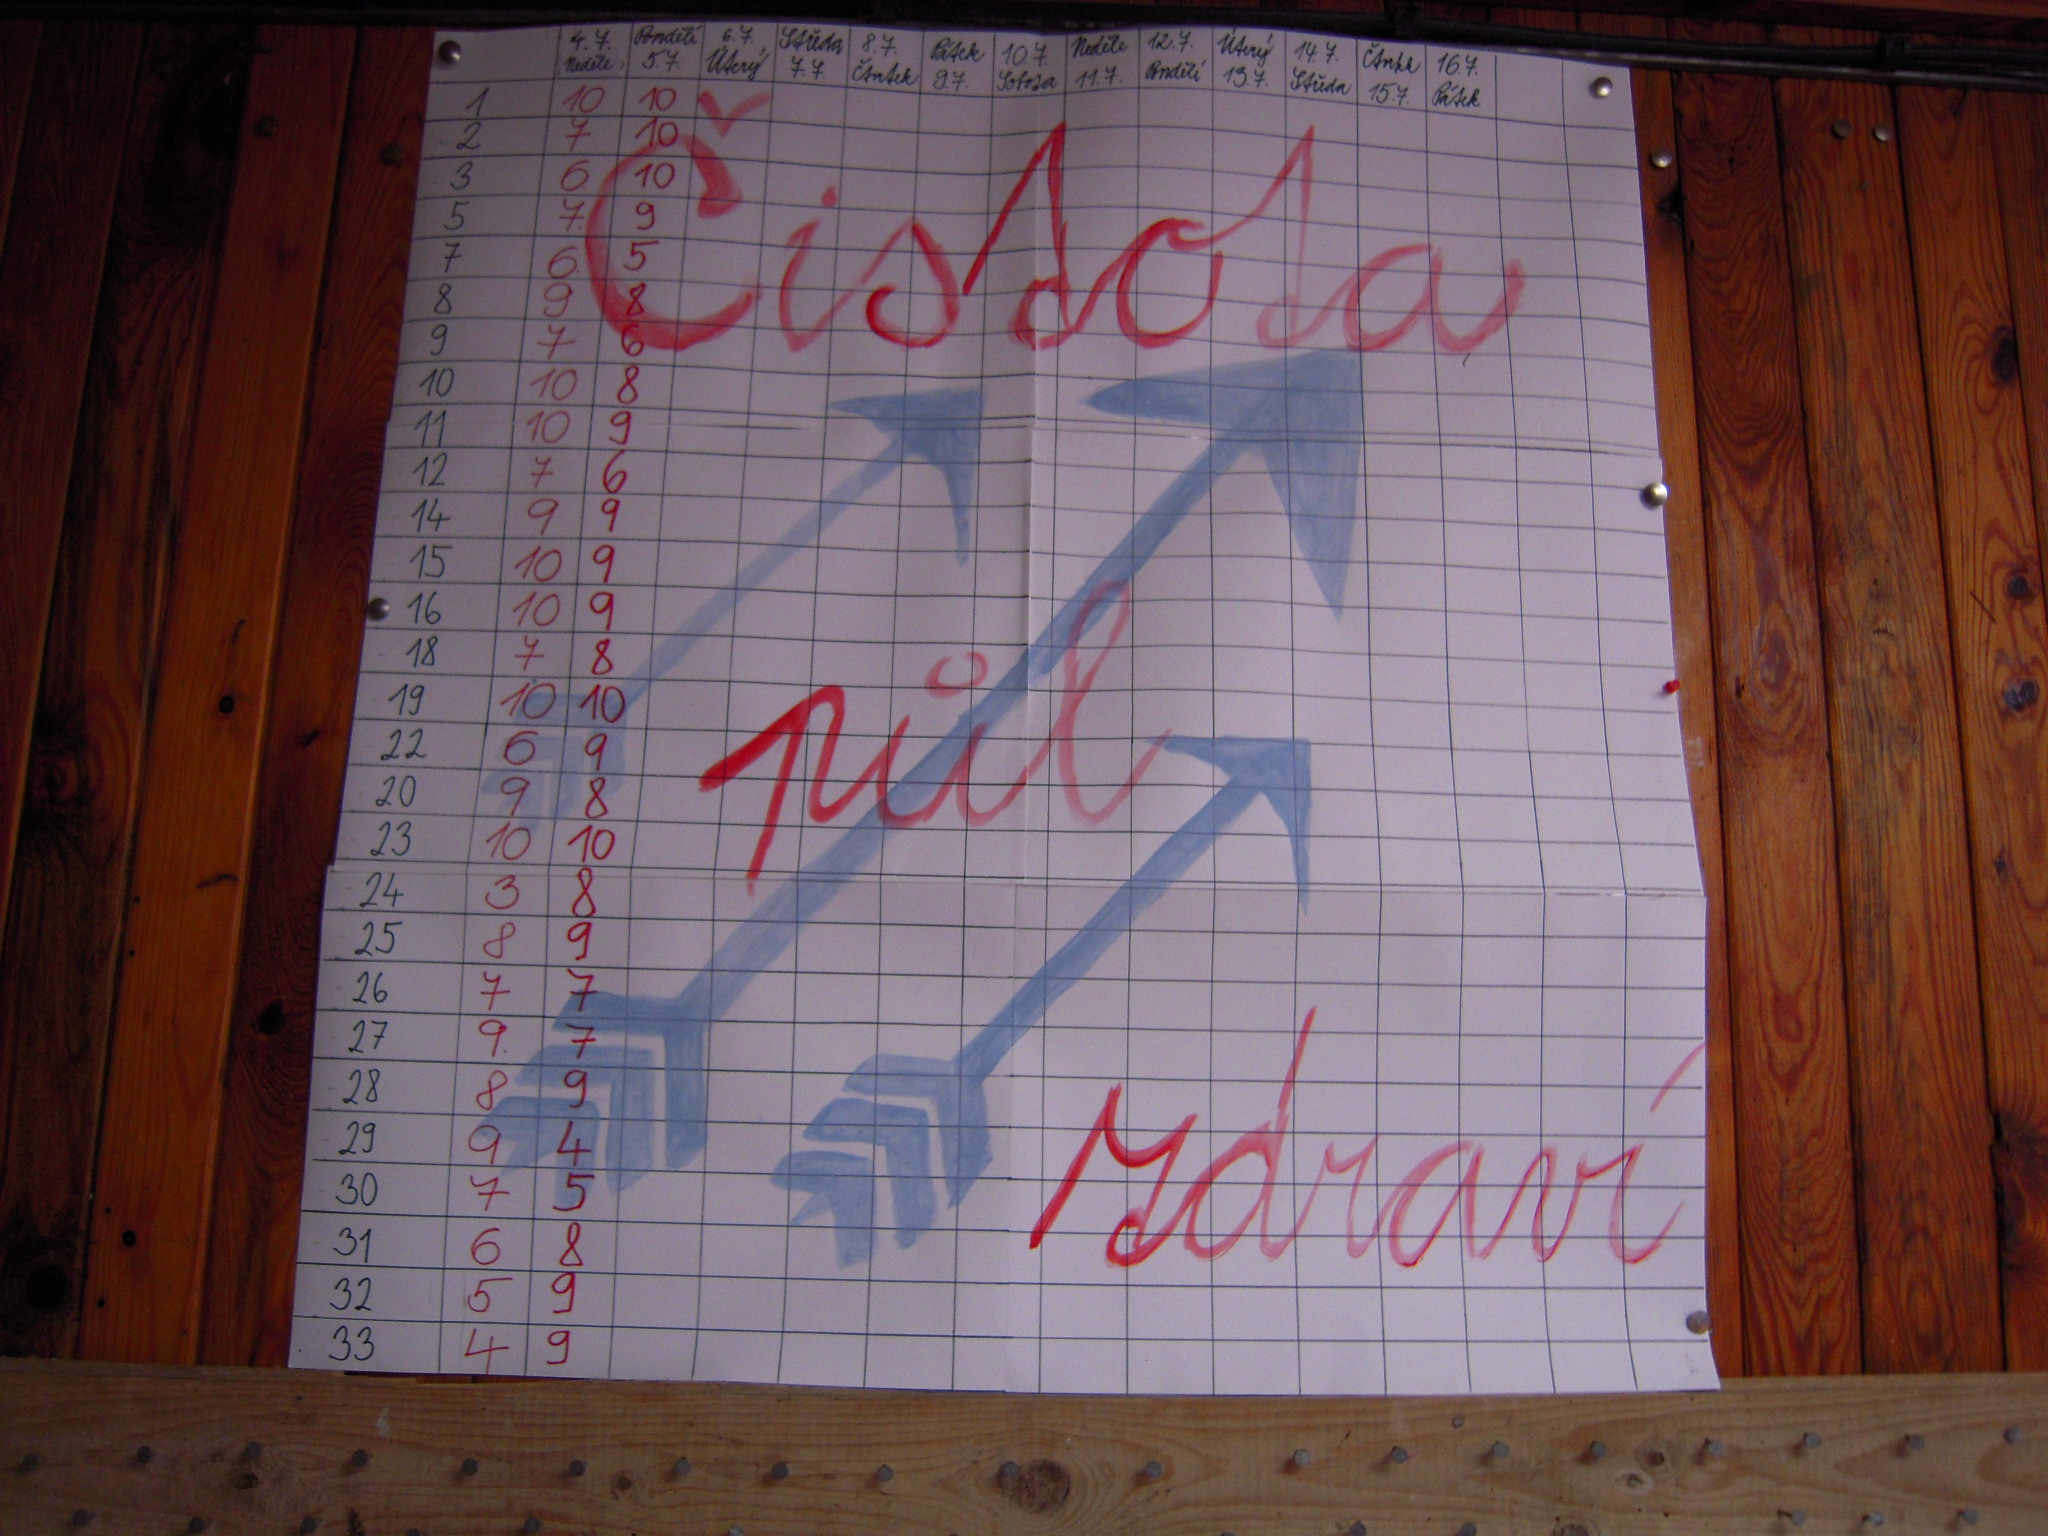 4.7. Pondělí 6.7. Středa 8.7. Pátek 10.7. Neděle 12.7. Úterý 14.7. Čtvrtek 16.7.
Neděle 5.7. Úterý 7.7. Čtvrtek 9.7. Sobota 11.7. Pondělí 13.7. Středa 15.7. Pátek
1 10 10
2 7 10
3 6 10
5 7 9
7 6 5
8 9 8
9 7 6
Čistota
10 10 8
11 10 9
12 7 6
14 9 9
15 10 9
16 10 9
18 7 8
19 10 10
22 6 9
20 9 8
půl
23 10 10
24 3 8
25 8 9
26 7 7
27 9 7
28 8 9
29 9 4
30 7 5
zdraví
31 6 8
32 5 9
33 4 9